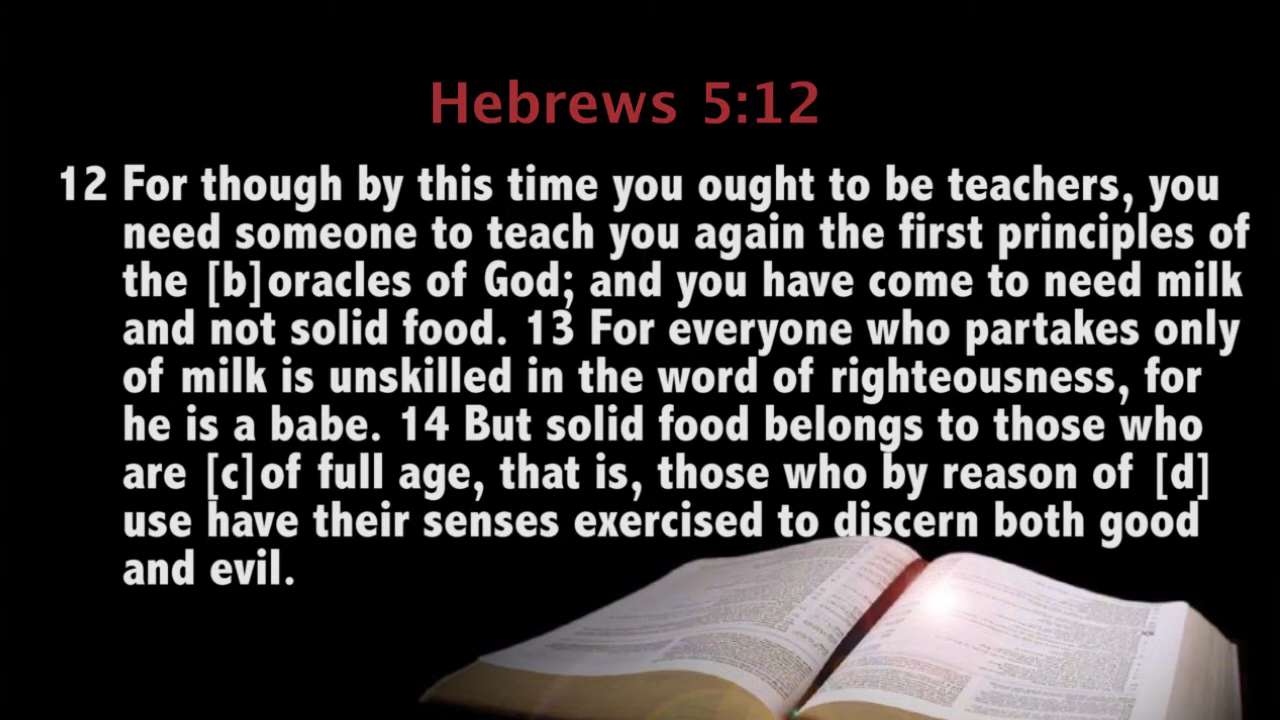 Hebrews 5:12
12 For though by this time you ought to be teachers, you
need someone to teach you again the first principles of
the [b]oracles of God; and you have come to need milk
and not solid food. 13 For everyone who partakes only
of milk is unskilled in the word of righteousness, for
he is a babe. 14 But solid food belongs to those who
are [c]of full age, that is, those who by reason of [d]
use have their senses exercised to discern both good
and evil.